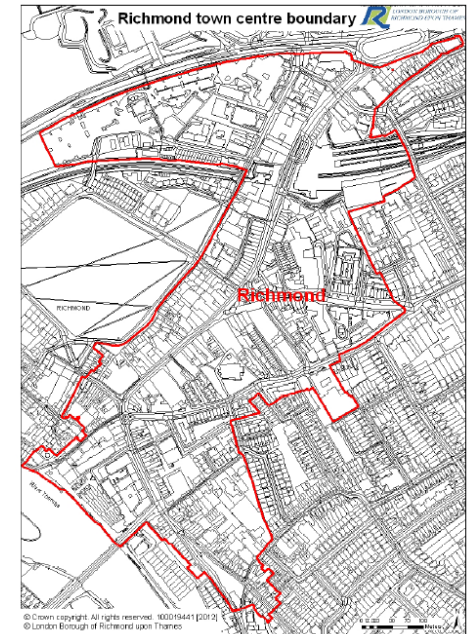 Richmond town centre boundary
LONDON BOROUGH OF
RICHMOND UPON THAMES
RICHMOND
Richmond
River Thames
© Crown copyright. All rights reserved. 100019441 [2012]
© London Borough of Richmond upon Thames